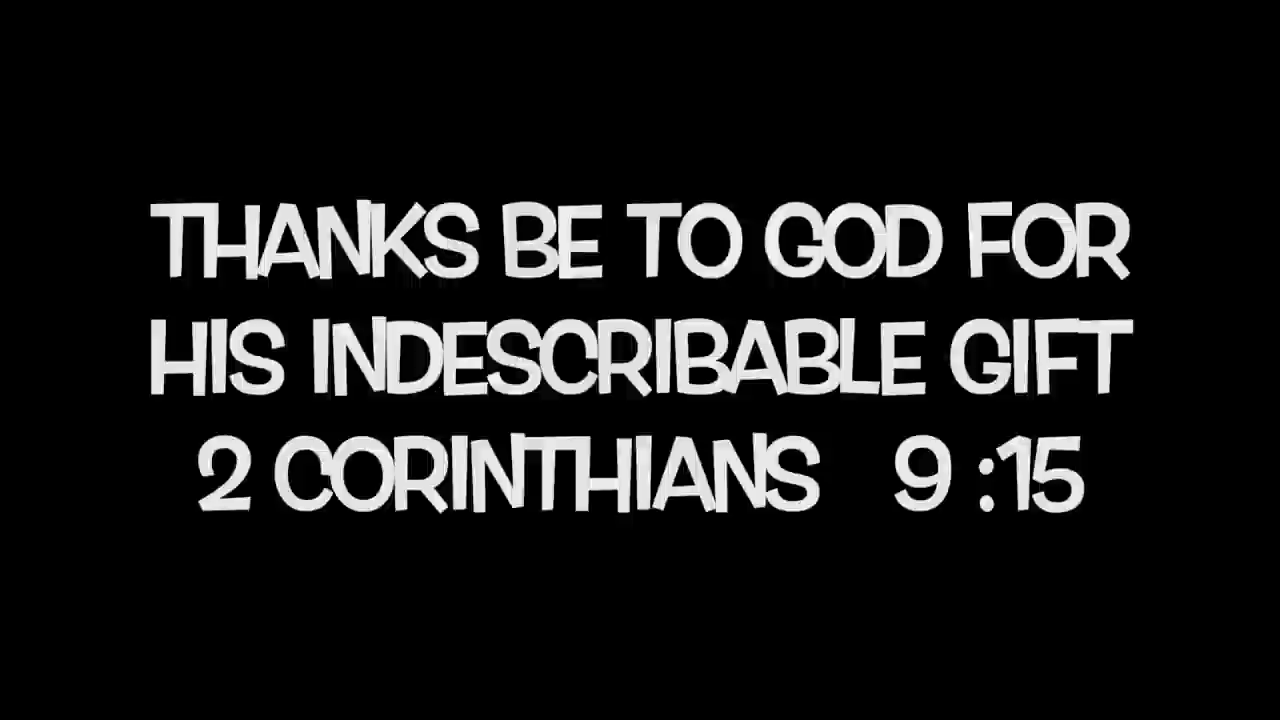 THANKS BE TO GOD FOR
HIS INDESCRIBABLE GIFT
2 CORINTHIANS 9 :15